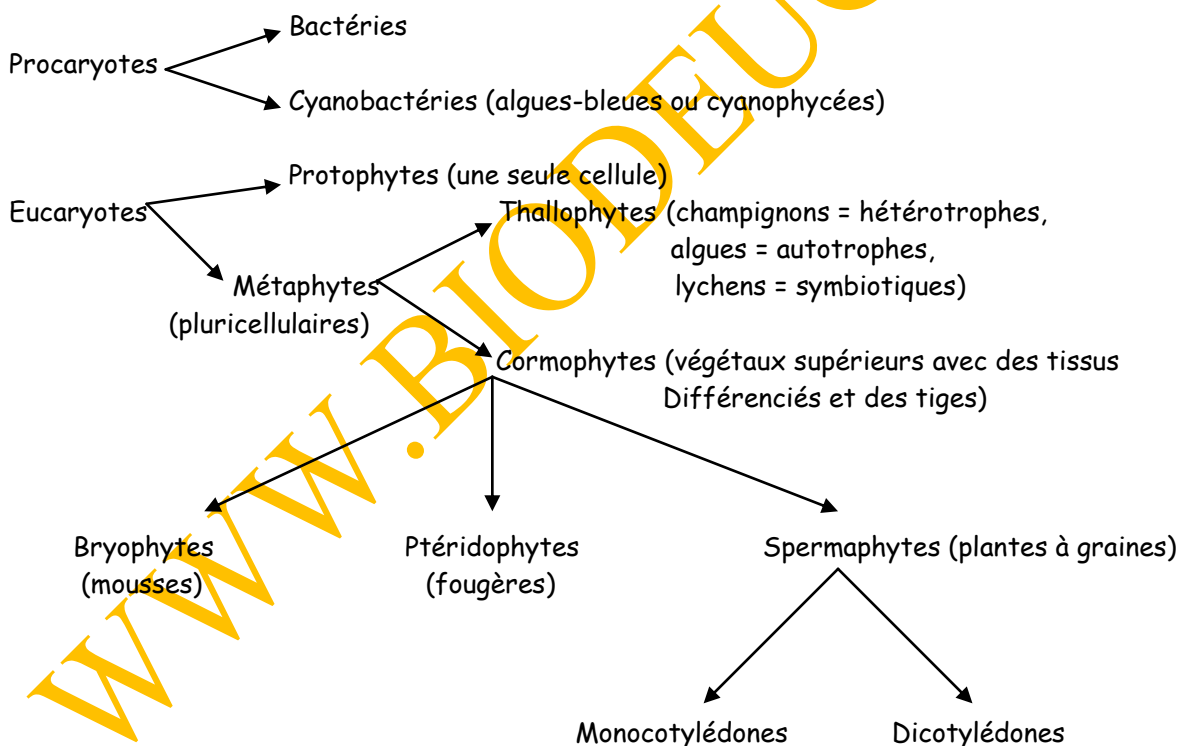 Bactéries
Procaryotes
Cyanobactéries (algues-bleues ou cyanophycées)
Protophytes (une seule cellule)
Eucaryotes
Thallophytes (champignons = hétérotrophes,
algues = autotrophes,
lychens = symbiotiques)
Métaphytes
(pluricellulaires)
Cormophytes (végétaux supérieurs avec des tissus
Différenciés et des tiges)
Bryophytes
(mousses)
Ptéridophytes
(fougères)
Spermaphytes (plantes à graines)
Monocotylédones
Dicotylédones
WWW.BIODEUG